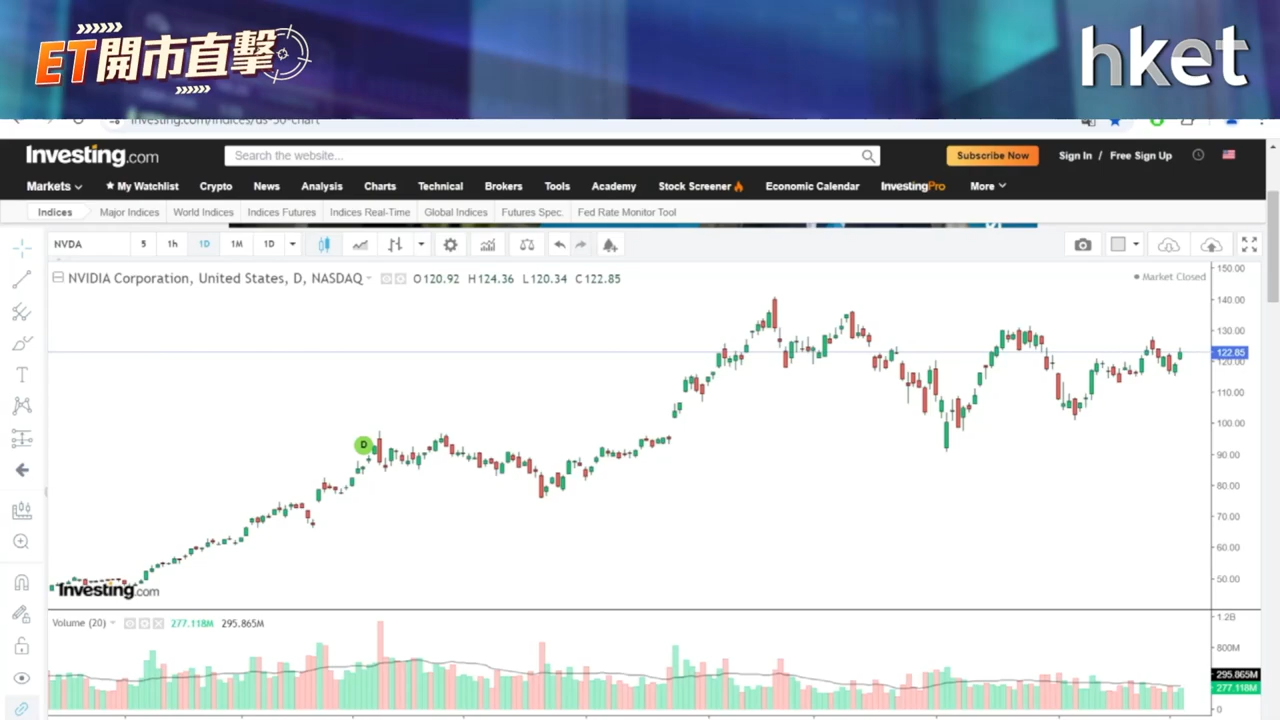 ET開市直擊
hket
investing.com/indices/us-30-chart
Investing.com
Search the website...
Subscribe Now
Sign In / Free Sign Up
Markets
My Watchlist
Crypto
News
Analysis
Charts
Technical
Brokers
Tools
Academy
Stock Screener
Economic Calendar
InvestingPro
More
Indices
Major Indices
World Indices
Indices Futures
Indices Real-Time
Global Indices
Futures Spec.
Fed Rate Monitor Tool
NVDA
5
1h
1D
1M
1D
NVIDIA Corporation, United States, D, NASDAQ
O120.92 H124.36 L120.34 C122.85
Market Closed
150.00
140.00
130.00
122.85
120.00
110.00
100.00
90.00
80.00
70.00
60.00
50.00
D
Investing.com
Volume (20)
277.118M
295.865M
1.2B
800M
295.865M
277.118M
0